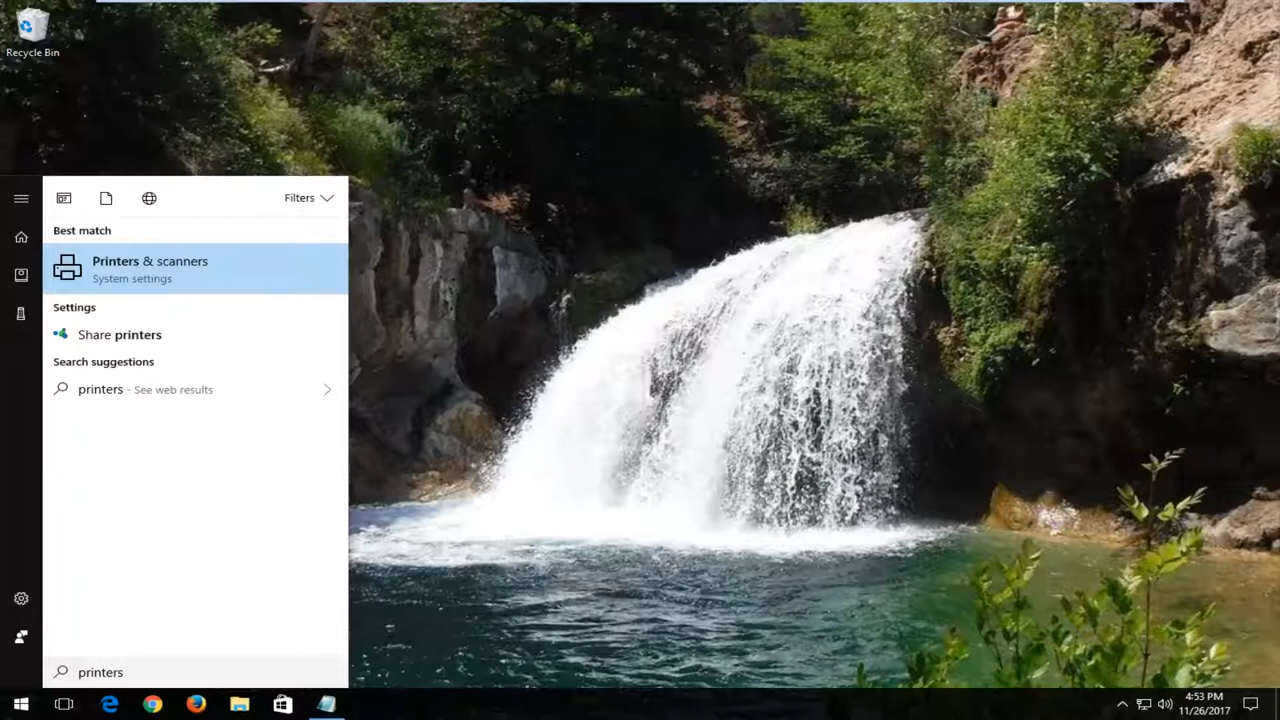 Recycle Bin
Filters
Best match
Printers & scanners
System settings
Settings
Share printers
Search suggestions
printers - See web results
printers
4:53 PM
11/26/2017